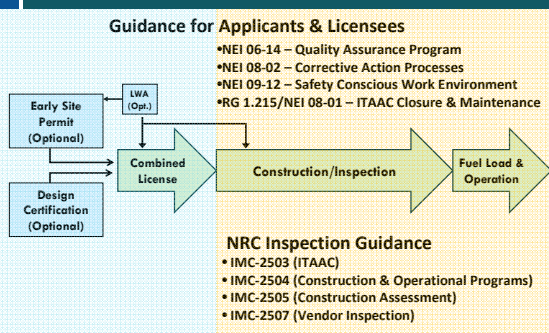 Guidance for Applicants & Licensees
•NEI 06-14 – Quality Assurance Program
•NEI 08-02 – Corrective Action Processes
•NEI 09-12 – Safety Conscious Work Environment
•RG 1.215/NEI 08-01 – ITAAC Closure & Maintenance
LWA
(Opt.)
Early Site
Permit
(Optional)
Combined
License
Construction/Inspection
Fuel Load &
Operation
Design
Certification
(Optional)
NRC Inspection Guidance
• IMC-2503 (ITAAC)
• IMC-2504 (Construction & Operational Programs)
• IMC-2505 (Construction Assessment)
• IMC-2507 (Vendor Inspection)